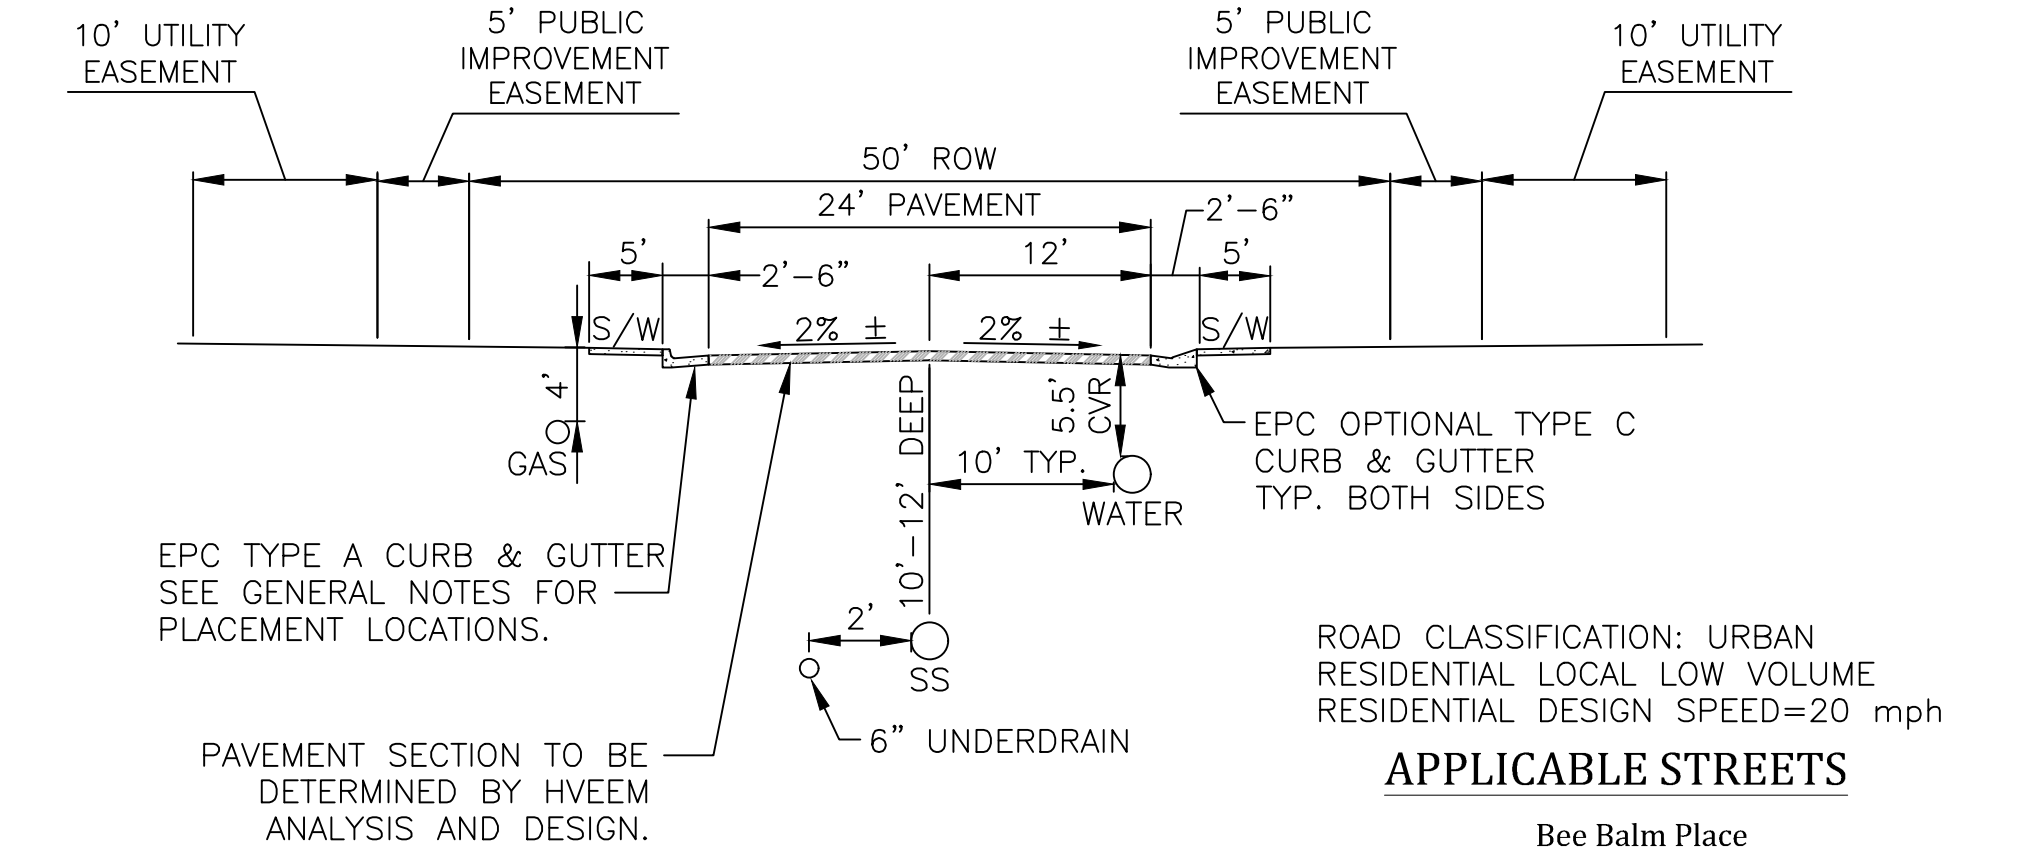 10' UTILITY
EASEMENT
5' PUBLIC
IMPROVEMENT
EASEMENT
5' PUBLIC
IMPROVEMENT
EASEMENT
10' UTILITY
EASEMENT
50' ROW
24' PAVEMENT
2'-6"
5'
2'-6"
12'
5'
S/W
2% ±
2% ±
S/W
4'
GAS
10'-12' DEEP
5.5'
CVR
10' TYP.
WATER
EPC OPTIONAL TYPE C
CURB & GUTTER
TYP. BOTH SIDES
EPC TYPE A CURB & GUTTER
SEE GENERAL NOTES FOR
PLACEMENT LOCATIONS.
2'
SS
6" UNDERDRAIN
PAVEMENT SECTION TO BE
DETERMINED BY HVEEM
ANALYSIS AND DESIGN.
ROAD CLASSIFICATION: URBAN
RESIDENTIAL LOCAL LOW VOLUME
RESIDENTIAL DESIGN SPEED=20 mph
APPLICABLE STREETS
Bee Balm Place